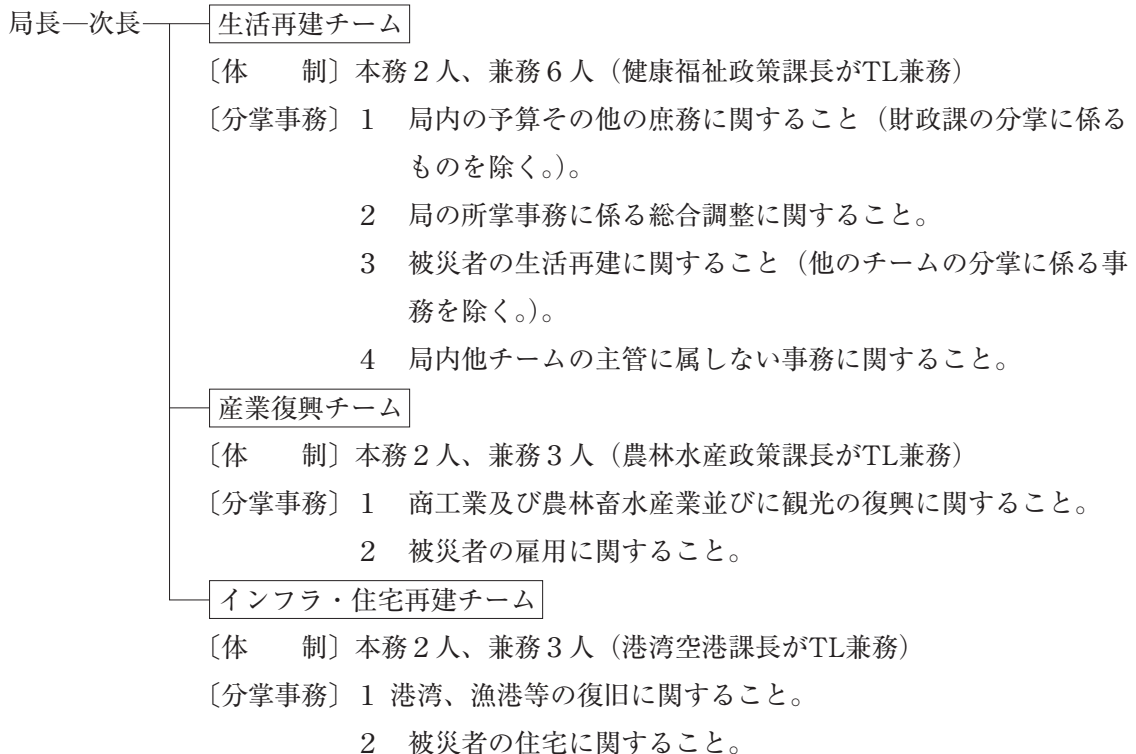 局長―次長 生活再建チーム
〔体　　制〕本務２人、兼務６人（健康福祉政策課長がTL兼務）
〔分掌事務〕１　局内の予算その他の庶務に関すること（財政課の分掌に係る
ものを除く。）。
２　局の所掌事務に係る総合調整に関すること。
３　被災者の生活再建に関すること（他のチームの分掌に係る事
務を除く。）。
４　局内他チームの主管に属しない事務に関すること。
産業復興チーム
〔体　　制〕本務２人、兼務３人（農林水産政策課長がTL兼務）
〔分掌事務〕１　商工業及び農林畜水産業並びに観光の復興に関すること。
２　被災者の雇用に関すること。
インフラ・住宅再建チーム
〔体　　制〕本務２人、兼務３人（港湾空港課長がTL兼務）
〔分掌事務〕１ 港湾、漁港等の復旧に関すること。
２　被災者の住宅に関すること。